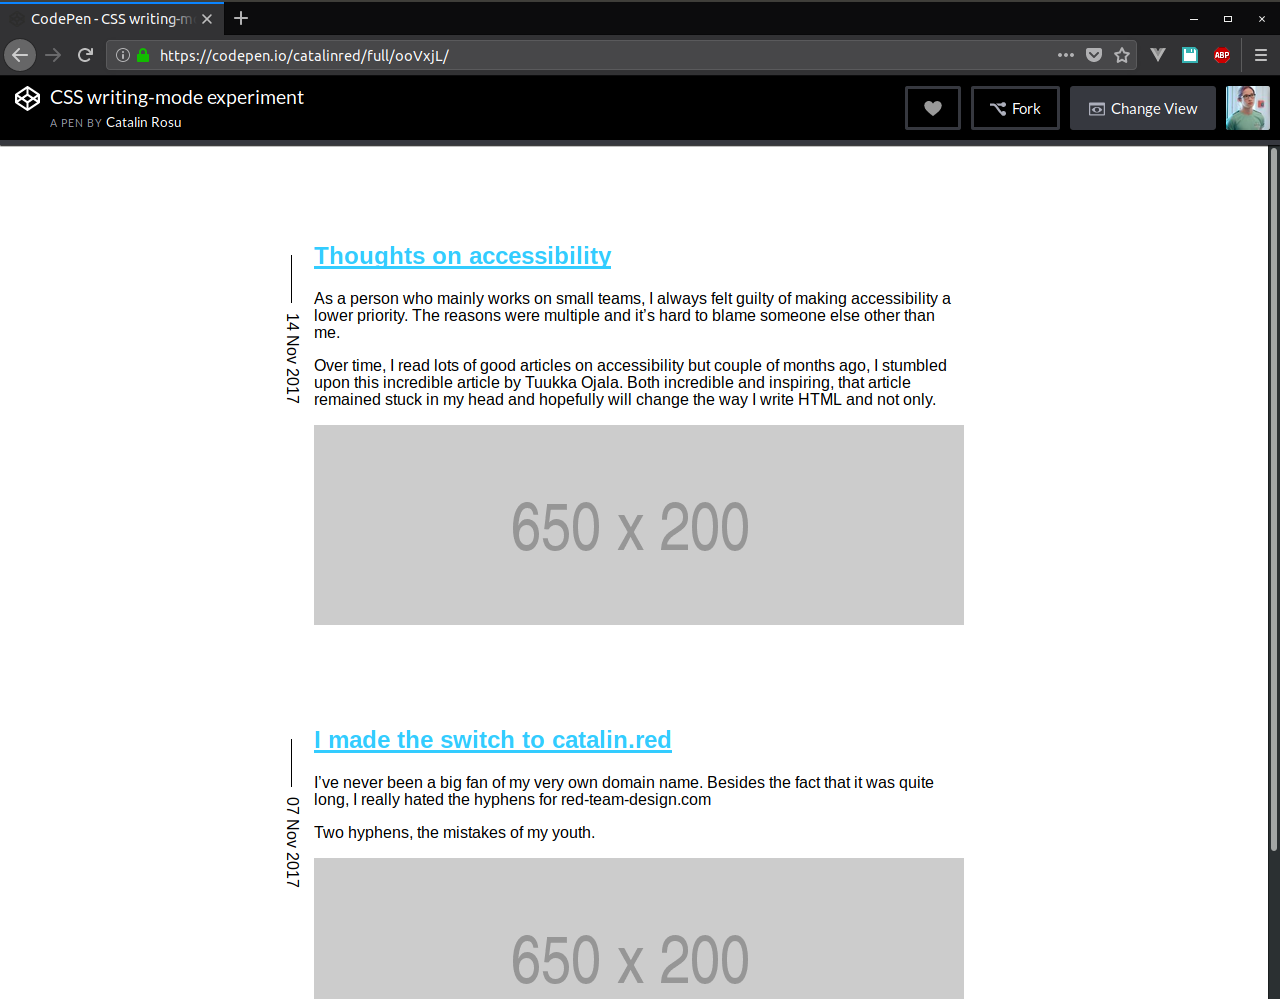 CodePen - CSS writing-m
https://codepen.io/catalinred/full/ooVxjL/
ABP
CSS writing-mode experiment
A PEN BY Catalin Rosu
Fork
Change View
Thoughts on accessibility
14 Nov 2017
As a person who mainly works on small teams, I always felt guilty of making accessibility a
lower priority. The reasons were multiple and it’s hard to blame someone else other than
me.
Over time, I read lots of good articles on accessibility but couple of months ago, I stumbled
upon this incredible article by Tuukka Ojala. Both incredible and inspiring, that article
remained stuck in my head and hopefully will change the way I write HTML and not only.
650 x 200
I made the switch to catalin.red
07 Nov 2017
I’ve never been a big fan of my very own domain name. Besides the fact that it was quite
long, I really hated the hyphens for red-team-design.com
Two hyphens, the mistakes of my youth.
650 x 200